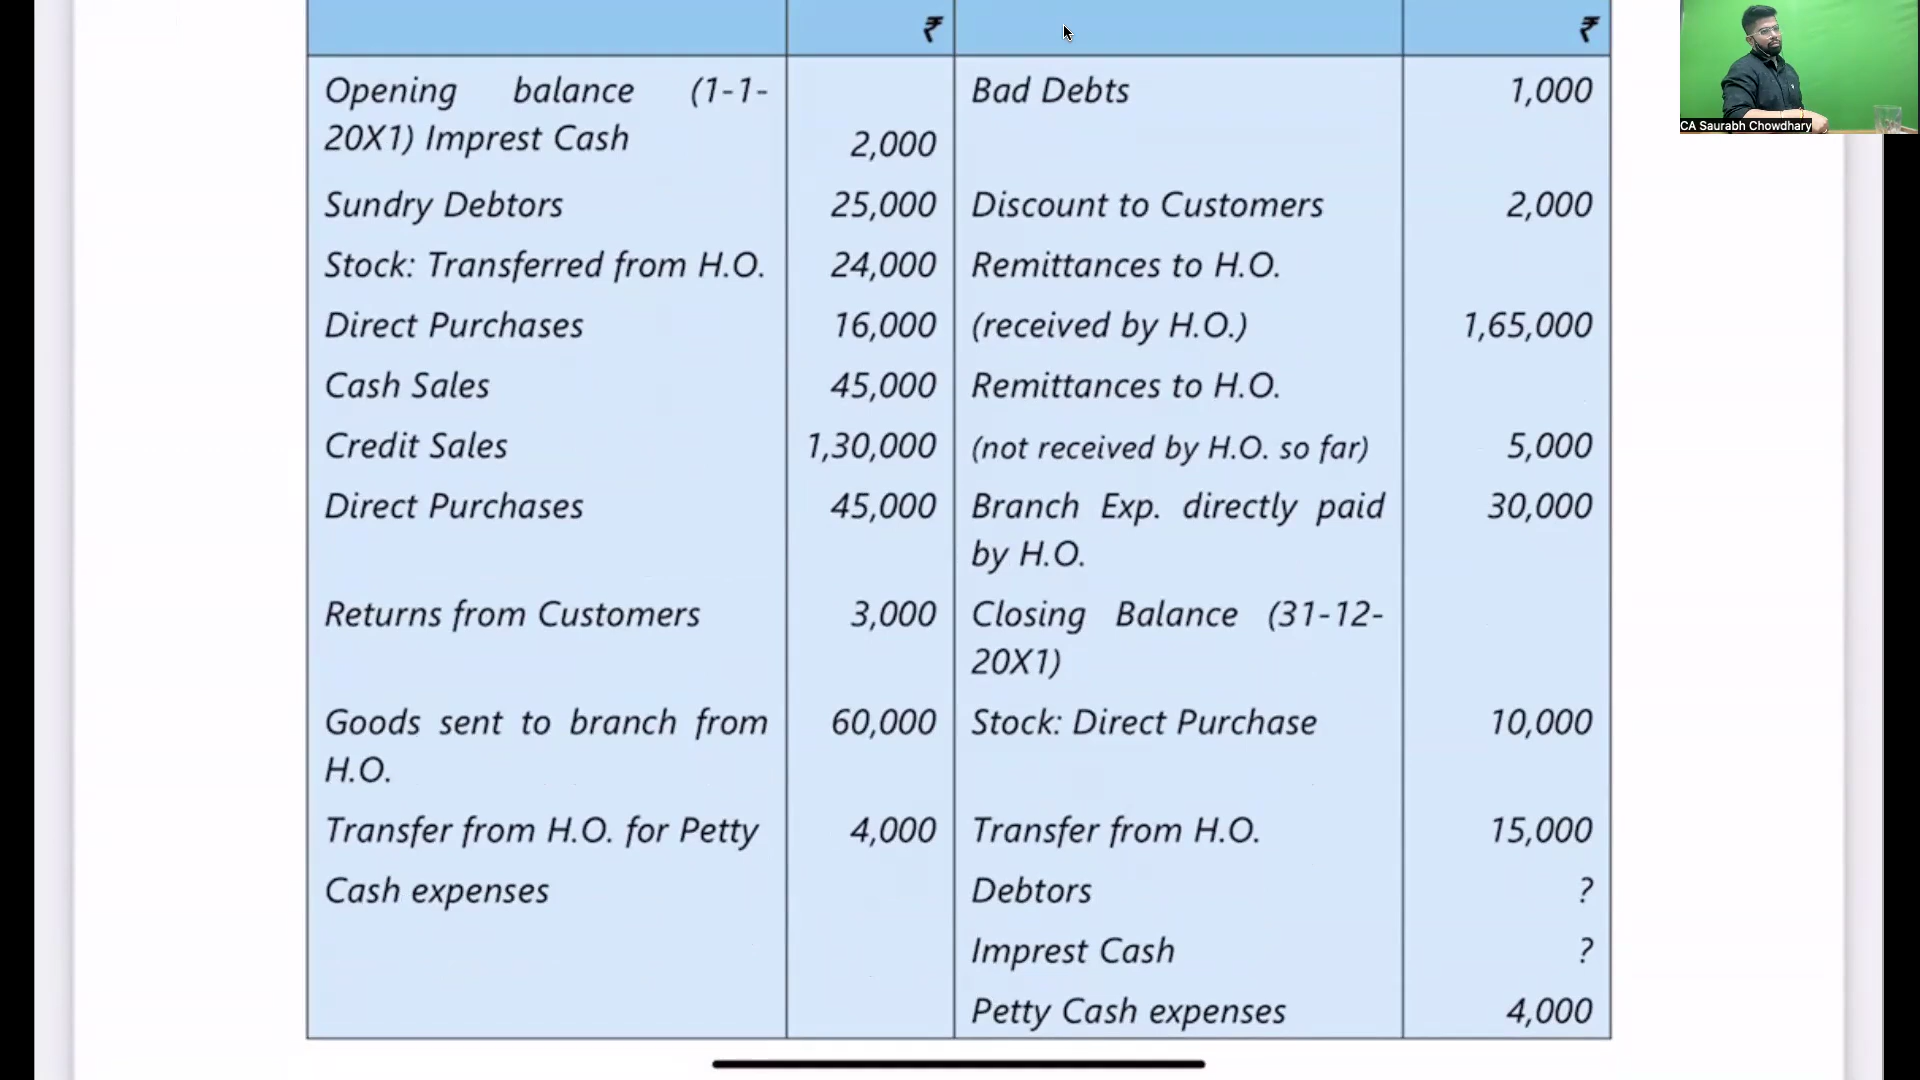 ₹ ₹
Opening balance (1-1- Bad Debts 1,000
20X1) Imprest Cash 2,000
Sundry Debtors 25,000 Discount to Customers 2,000
Stock: Transferred from H.O. 24,000 Remittances to H.O.
Direct Purchases 16,000 (received by H.O.) 1,65,000
Cash Sales 45,000 Remittances to H.O.
Credit Sales 1,30,000 (not received by H.O. so far) 5,000
Direct Purchases 45,000 Branch Exp. directly paid 30,000
by H.O.
Returns from Customers 3,000 Closing Balance (31-12-
20X1)
Goods sent to branch from 60,000 Stock: Direct Purchase 10,000
H.O.
Transfer from H.O. for Petty 4,000 Transfer from H.O. 15,000
Cash expenses Debtors ?
Imprest Cash ?
Petty Cash expenses 4,000
CA Saurabh Chowdhary